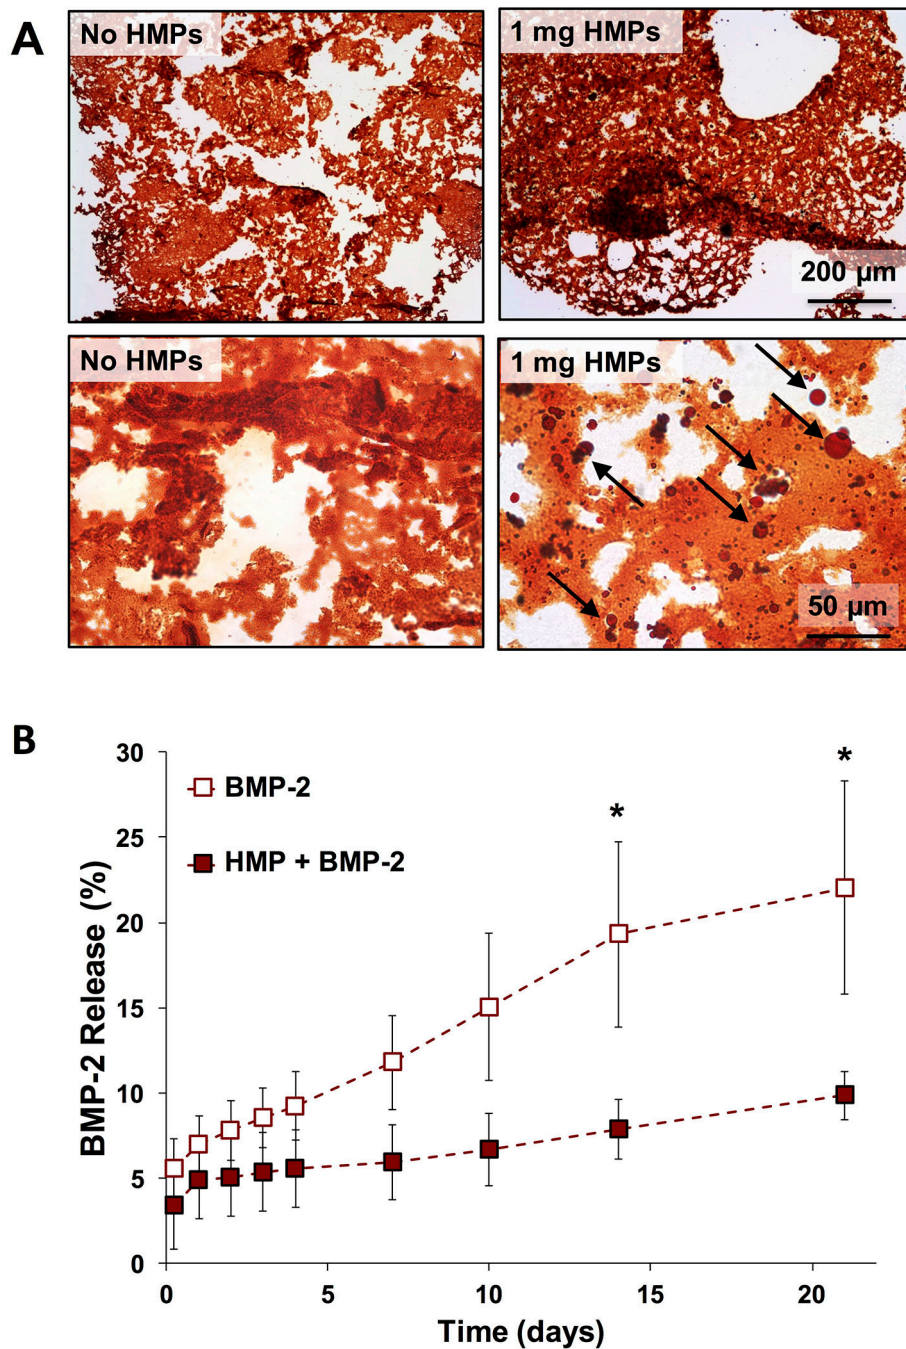 A
No HMPs
1 mg HMPs
200 µm
No HMPs
1 mg HMPs
50 µm
B
30
25
20
15
10
5
0
BMP-2 Release (%)
BMP-2
HMP + BMP-2
*
*
0
5
10
15
20
Time (days)